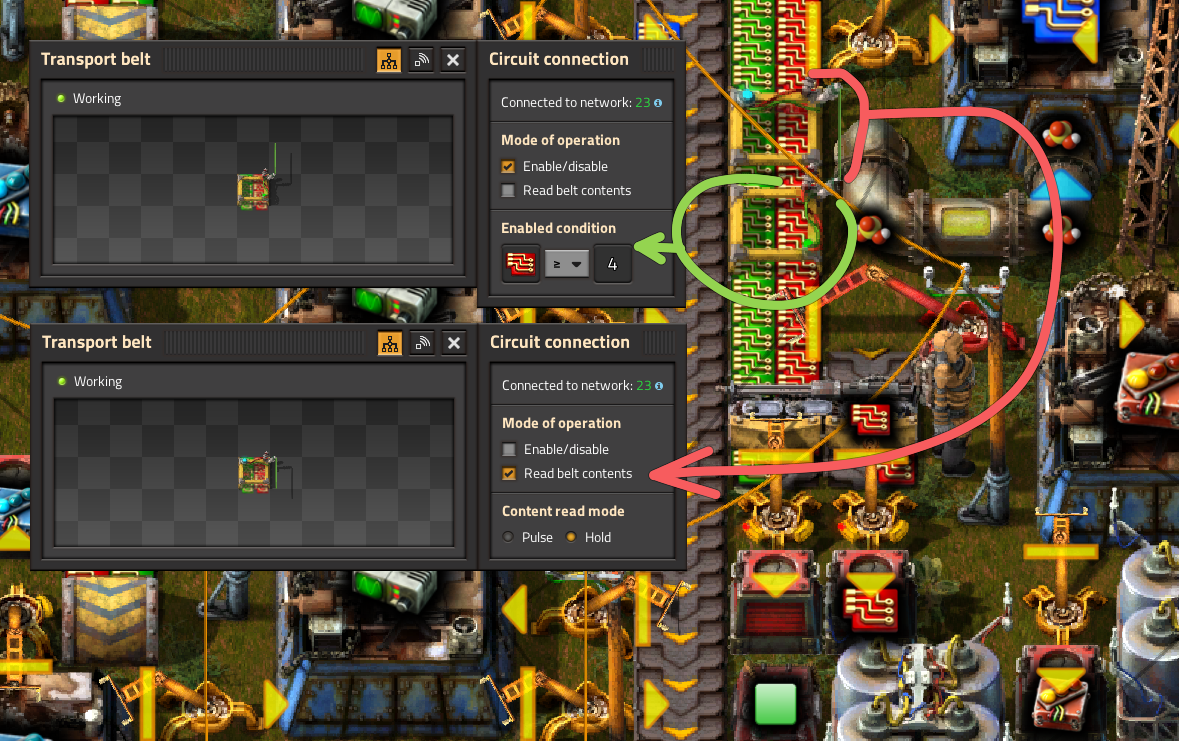 Transport belt
Working
Circuit connection
Connected to network: 23
Mode of operation
Enable/disable
Read belt contents
Enabled condition
≥ 4
Transport belt
Working
Circuit connection
Connected to network: 23
Mode of operation
Enable/disable
Read belt contents
Content read mode
Pulse Hold